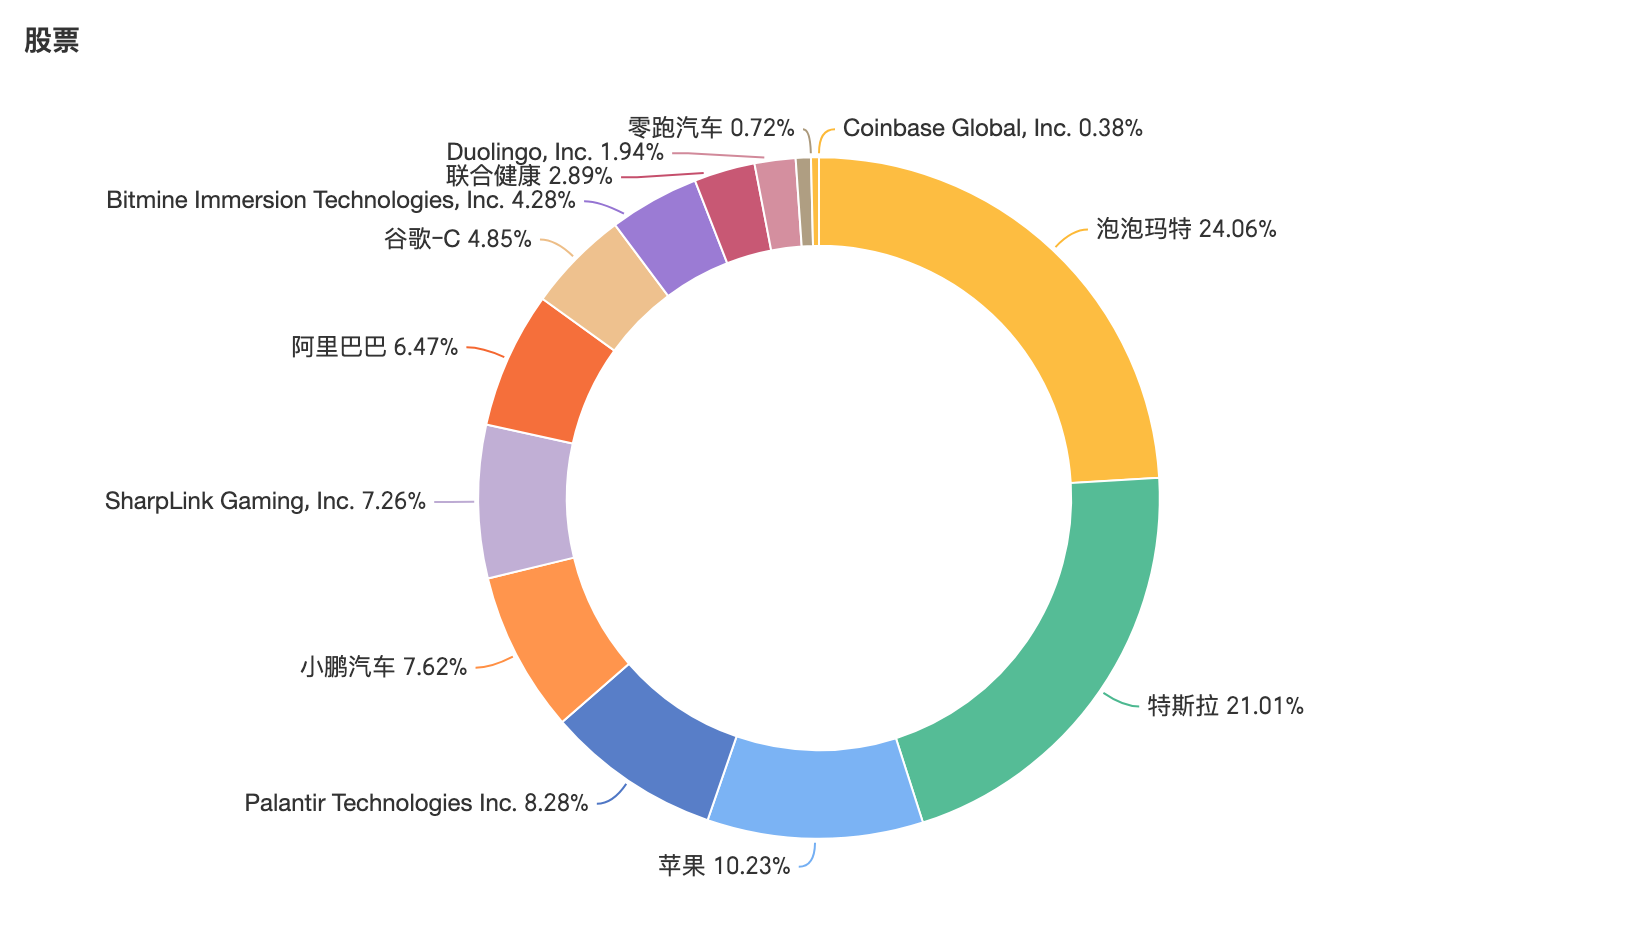 股票
零跑汽车 0.72%
Coinbase Global, Inc. 0.38%
Duolingo, Inc. 1.94%
联合健康 2.89%
Bitmine Immersion Technologies, Inc. 4.28%
泡泡玛特 24.06%
谷歌-C 4.85%
阿里巴巴 6.47%
SharpLink Gaming, Inc. 7.26%
小鹏汽车 7.62%
特斯拉 21.01%
Palantir Technologies Inc. 8.28%
苹果 10.23%